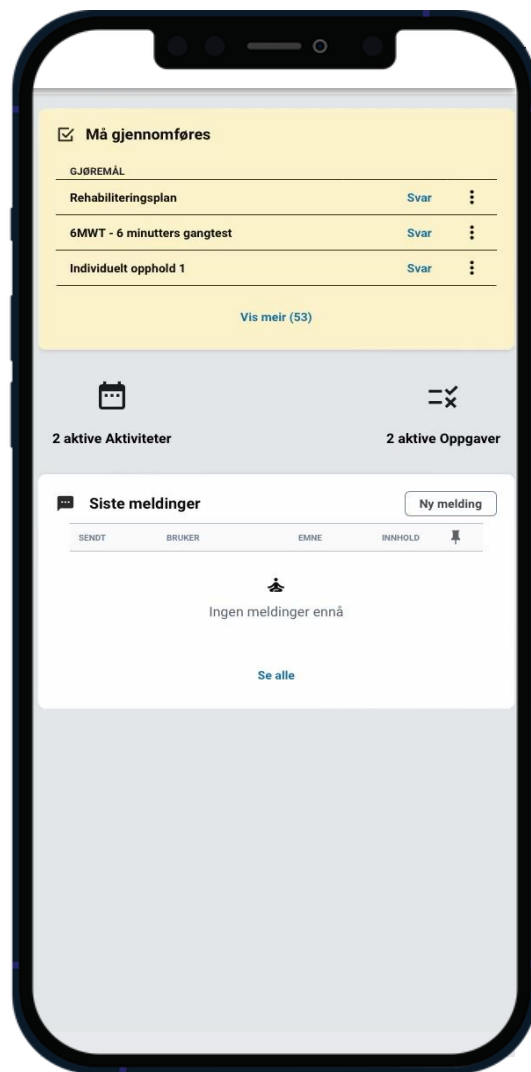 Må gjennomføres
GJØREMÅL
Rehabiliteringsplan Svar
6MWT - 6 minutters gangtest Svar
Individuelt opphold 1 Svar
Vis meir (53)
2 aktive Aktiviteter 2 aktive Oppgaver
Siste meldinger Ny melding
SENDT BRUKER EMNE INNHOLD
Ingen meldinger ennå
Se alle